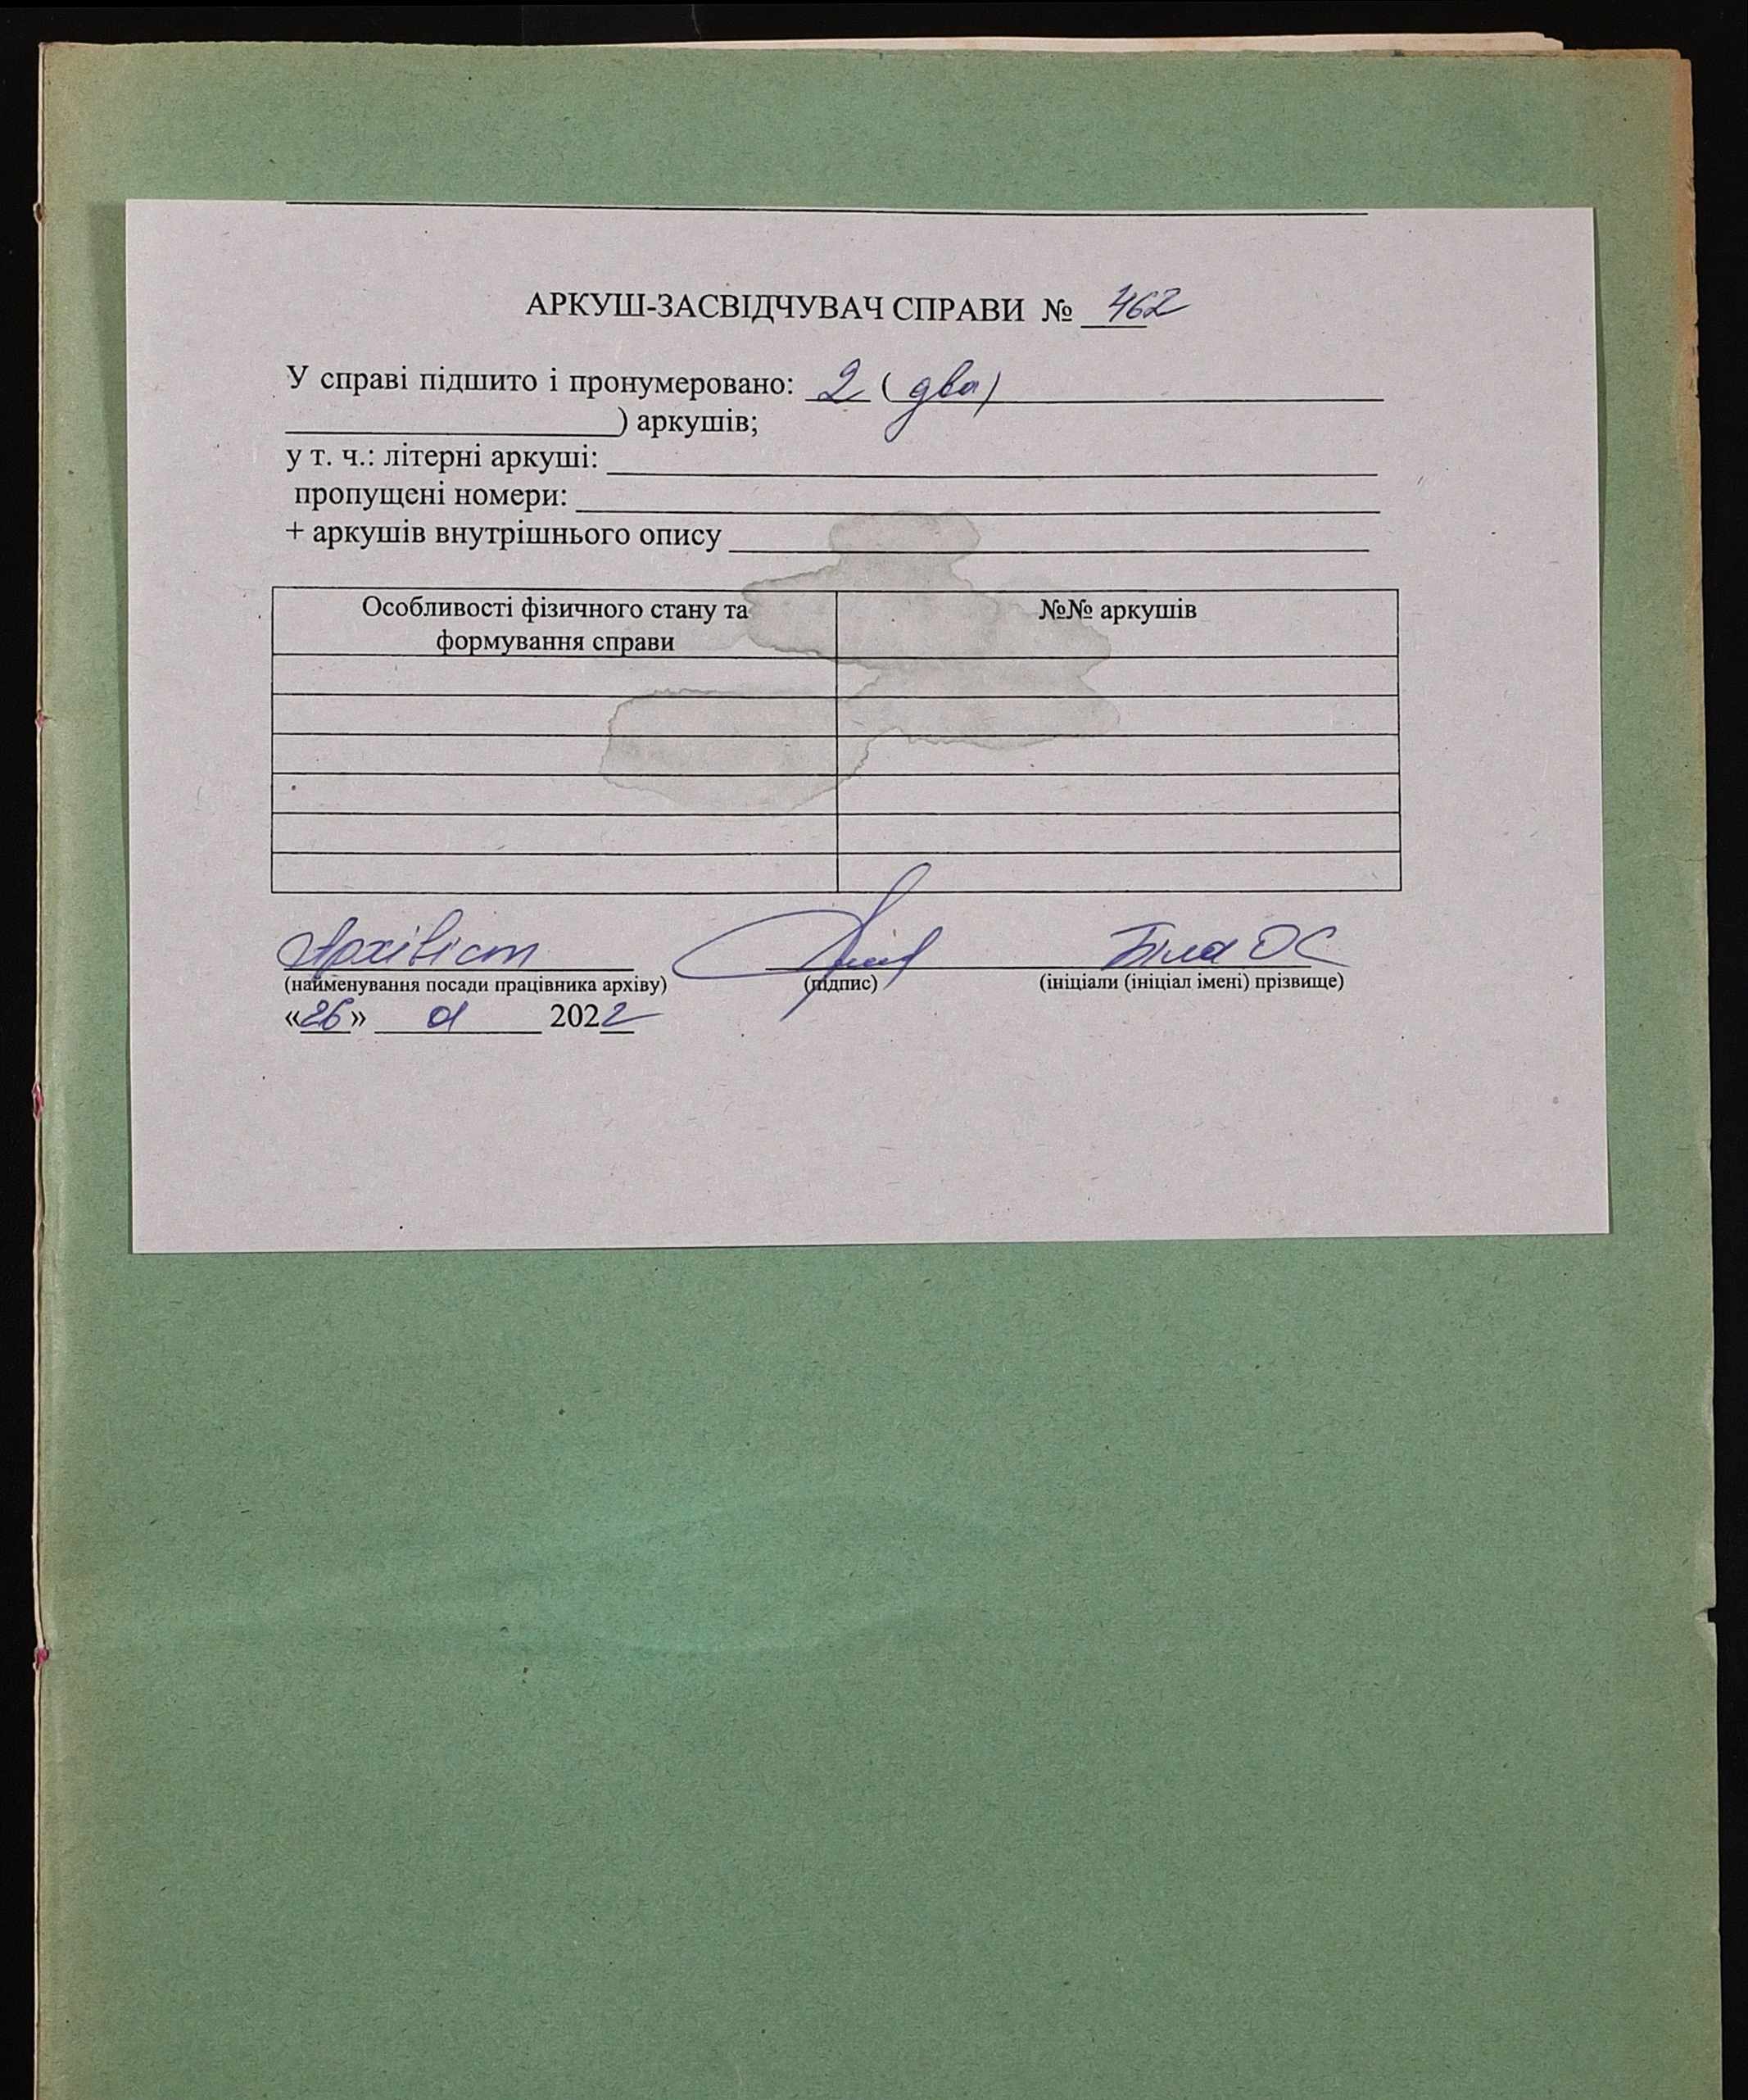 АРКУШ-ЗАСВІДЧУВАЧ СПРАВИ № 462
У справі підшито і пронумеровано: 2 (два)
) аркушів;
у т. ч.: літерні аркуші:
пропущені номери:
+ аркушів внутрішнього опису
Особливості фізичного стану та
формування справи
№№ аркушів
Архівіст Біла ОС
(найменування посади працівника архіву) (підпис) (ініціали (ініціал імені) прізвище)
«26» 2022